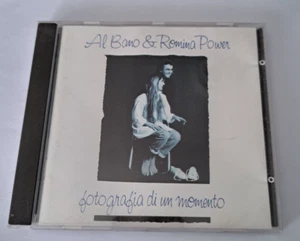 Al Bano & Romina Power
fotografia di un momento